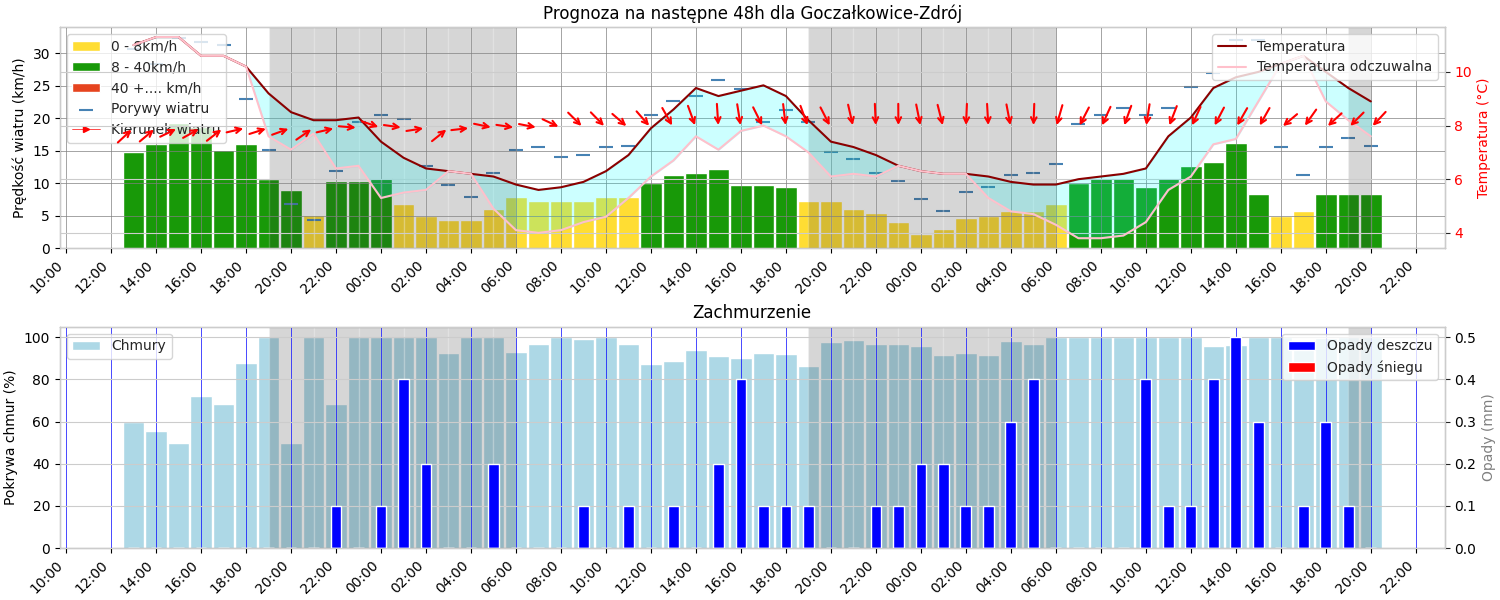 Prognoza na następne 48h dla Goczałkowice-Zdrój
Prędkość wiatru (km/h)
30
25
20
15
10
5
0
0 - 8km/h
8 - 40km/h
40 +.... km/h
Porywy wiatru
Kierunek wiatru
Temperatura
Temperatura odczuwalna
10
8
6
4
Temperatura (°C)
10:00 12:00 14:00 16:00 18:00 20:00 22:00 00:00 02:00 04:00 06:00 08:00 10:00 12:00 14:00 16:00 18:00 20:00 22:00 00:00 02:00 04:00 06:00 08:00 10:00 12:00 14:00 16:00 18:00 20:00 22:00
Zachmurzenie
Pokrywa chmur (%)
100
80
60
40
20
0
Chmury
Opady deszczu
Opady śniegu
0.5
0.4
0.3
0.2
0.1
0.0
Opady (mm)
10:00 12:00 14:00 16:00 18:00 20:00 22:00 00:00 02:00 04:00 06:00 08:00 10:00 12:00 14:00 16:00 18:00 20:00 22:00 00:00 02:00 04:00 06:00 08:00 10:00 12:00 14:00 16:00 18:00 20:00 22:00